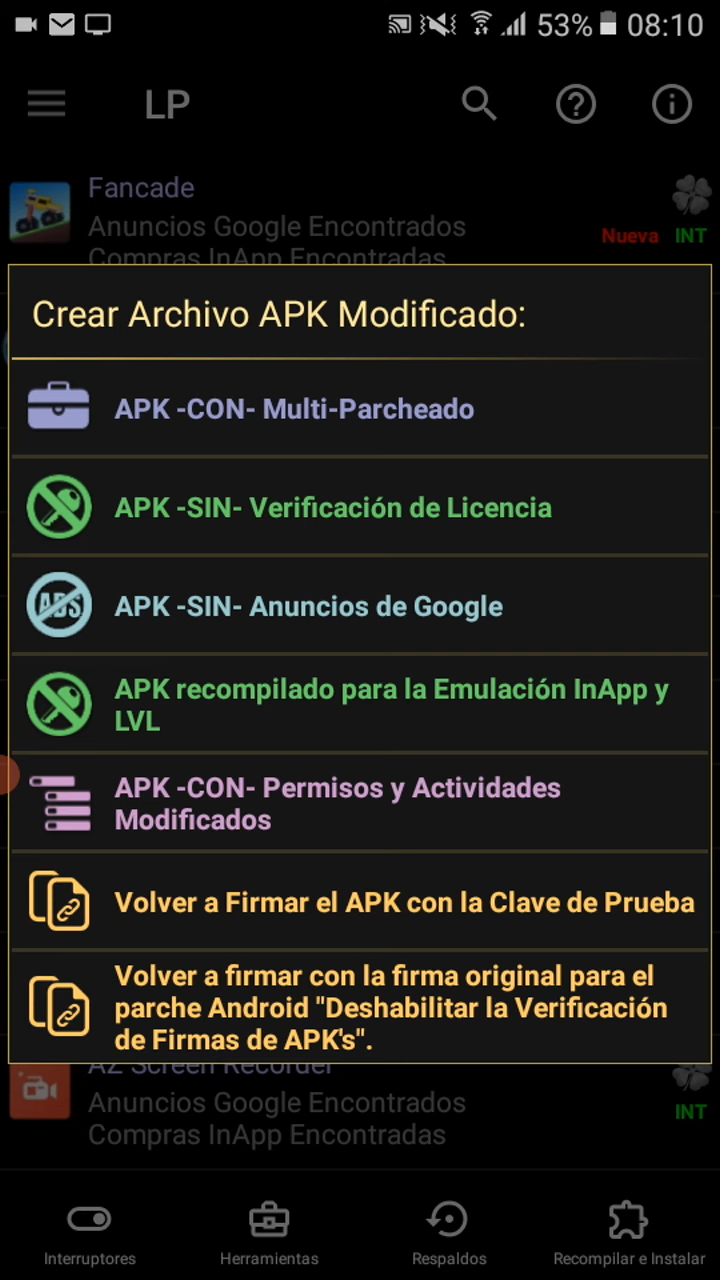 53% 08:10
LP
Fancade
Anuncios Google Encontrados
Compras InApp Encontradas
Nueva INT
Crear Archivo APK Modificado:
APK -CON- Multi-Parcheado
APK -SIN- Verificación de Licencia
ADS
APK -SIN- Anuncios de Google
APK recompilado para la Emulación InApp y
LVL
APK -CON- Permisos y Actividades
Modificados
Volver a Firmar el APK con la Clave de Prueba
Volver a firmar con la firma original para el
parche Android "Deshabilitar la Verificación
de Firmas de APK's".
AZ Screen Recorder
Anuncios Google Encontrados
Compras InApp Encontradas
INT
Interruptores
Herramientas
Respaldos
Recompilar e Instalar